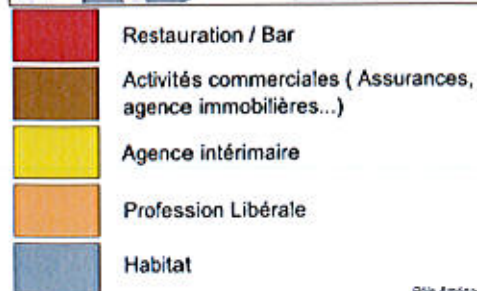 Restauration / Bar
Activités commerciales ( Assurances,
agence immobilières...)
Agence intérimaire
Profession Libérale
Habitat